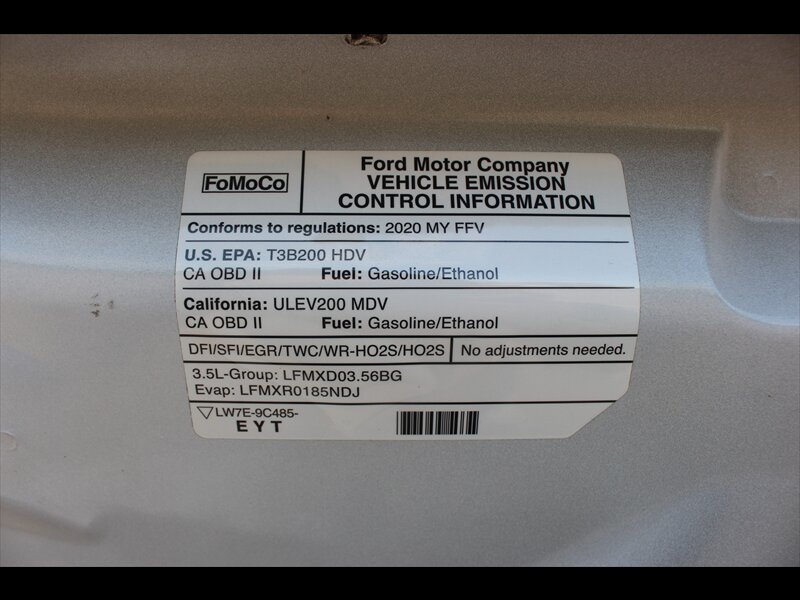 FoMoCo
Ford Motor Company
VEHICLE EMISSION
CONTROL INFORMATION
Conforms to regulations: 2020 MY FFV
U.S. EPA: T3B200 HDV
CA OBD II Fuel: Gasoline/Ethanol
California: ULEV200 MDV
CA OBD II Fuel: Gasoline/Ethanol
DFI/SFI/EGR/TWC/WR-HO2S/HO2S No adjustments needed.
3.5L-Group: LFMXD03.56BG
Evap: LFMXR0185NDJ
LW7E-9C485-
EYT